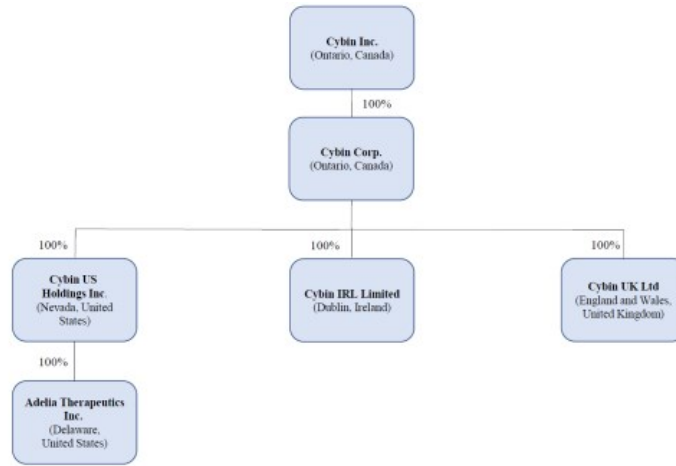 Cybin Inc.
(Ontario, Canada)
100%
Cybin Corp.
(Ontario, Canada)
100%
100%
100%
Cybin US
Holdings Inc.
(Nevada, United
States)
Cybin IRL Limited
(Dublin, Ireland)
Cybin UK Ltd
(England and Wales,
United Kingdom)
100%
Adelia Therapeutics
Inc.
(Delaware,
United States)